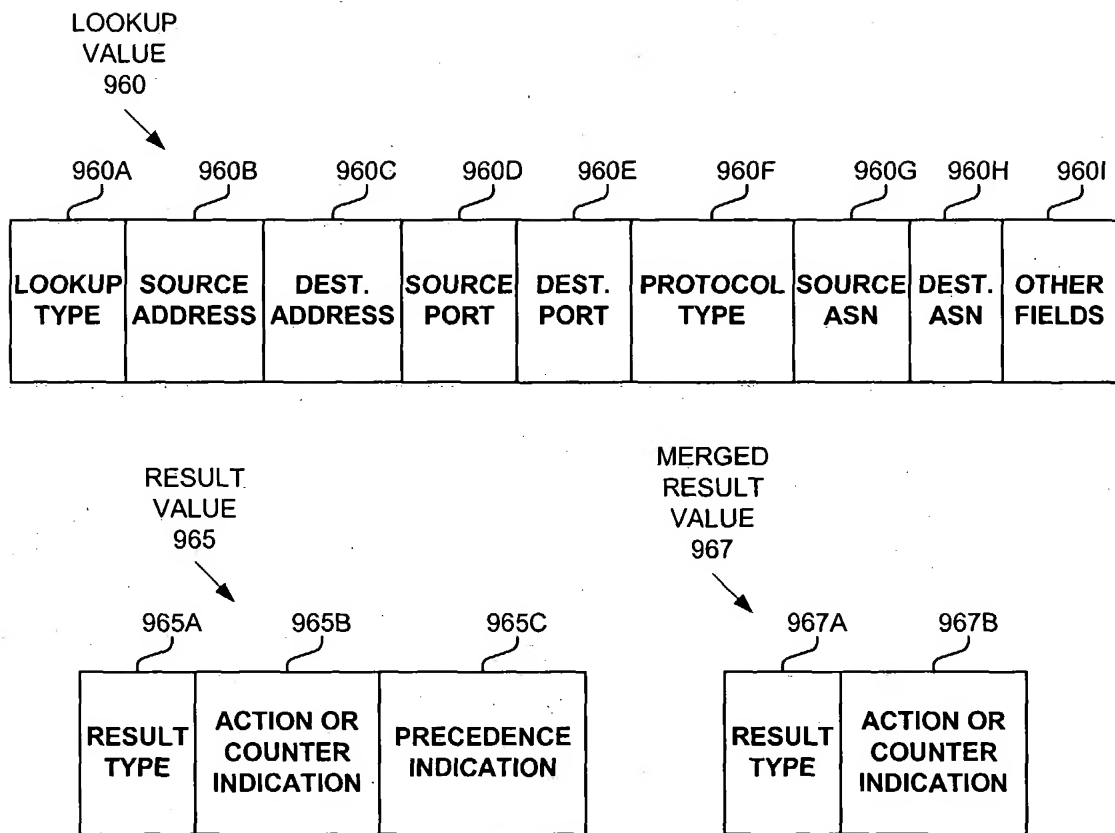 LOOKUP
VALUE
960
960A 960B 960C 960D 960E 960F 960G 960H 960I
LOOKUP TYPE
SOURCE ADDRESS
DEST. ADDRESS
SOURCE PORT
DEST. PORT
PROTOCOL TYPE
SOURCE ASN
DEST. ASN
OTHER FIELDS
RESULT
VALUE
965
965A 965B 965C
RESULT TYPE
ACTION OR COUNTER INDICATION
PRECEDENCE INDICATION
MERGED
RESULT
VALUE
967
967A 967B
RESULT TYPE
ACTION OR COUNTER INDICATION